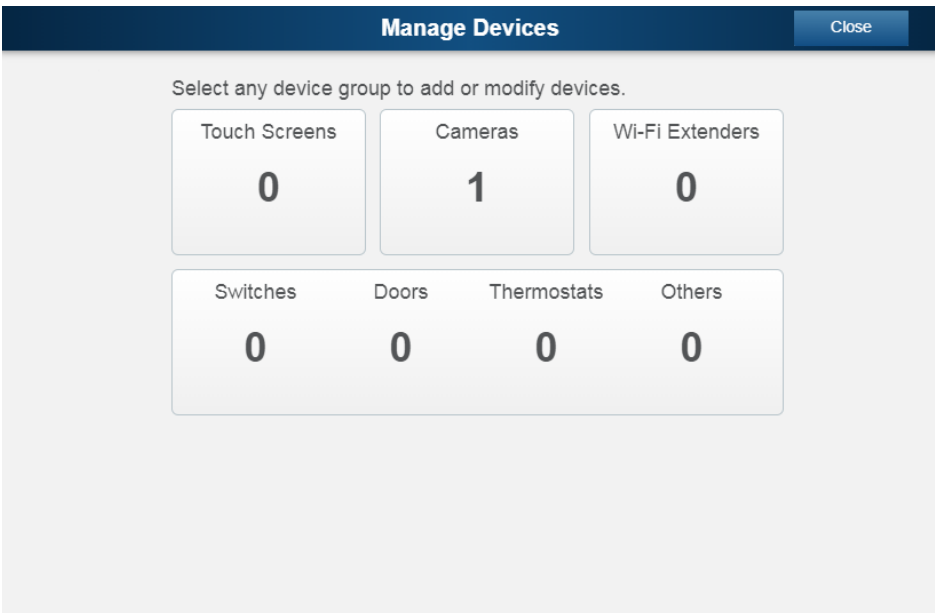 Manage Devices
Close
Select any device group to add or modify devices.
Touch Screens Cameras Wi-Fi Extenders
0 1 0
Switches Doors Thermostats Others
0 0 0 0